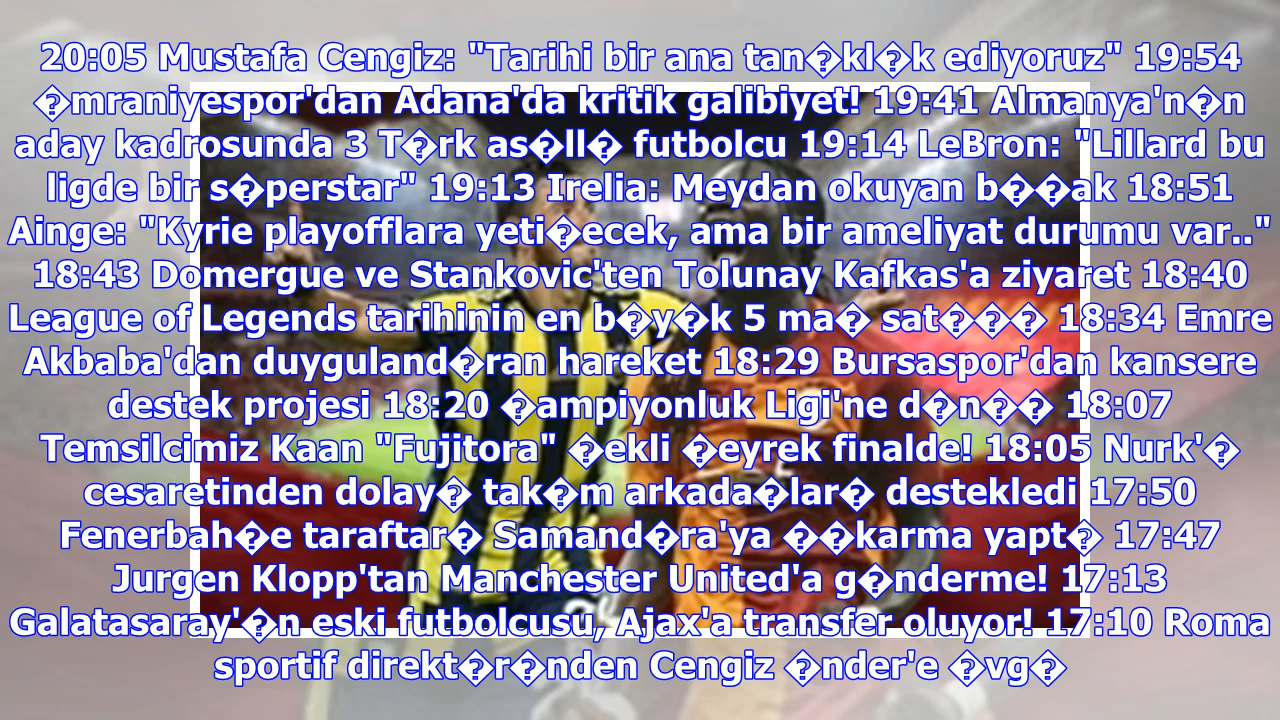 20:05 Mustafa Cengiz: "Tarihi bir ana tan�kl�k ediyoruz" 19:54
�mraniyespor'dan Adana'da kritik galibiyet! 19:41 Almanya'n�n
aday kadrosunda 3 T�rk as�ll� futbolcu 19:14 LeBron: "Lillard bu
ligde bir s�perstar" 19:13 Irelia: Meydan okuyan b��ak 18:51
Ainge: "Kyrie playofflara yeti�ecek, ama bir ameliyat durumu var.."
18:43 Domergue ve Stankovic'ten Tolunay Kafkas'a ziyaret 18:40
League of Legends tarihinin en b�y�k 5 ma� sat��� 18:34 Emre
Akbaba'dan duyguland�ran hareket 18:29 Bursaspor'dan kansere
destek projesi 18:20 �ampiyonluk Ligi'ne d�n�� 18:07
Temsilcimiz Kaan "Fujitora" �ekli �eyrek finalde! 18:05 Nurk'�
cesaretinden dolay� tak�m arkada�lar� destekledi 17:50
Fenerbah�e taraftar� Samand�ra'ya ��karma yapt� 17:47
Jurgen Klopp'tan Manchester United'a g�nderme! 17:13
Galatasaray'�n eski futbolcusu, Ajax'a transfer oluyor! 17:10 Roma
sportif direkt�r�nden Cengiz �nder'e �vg�